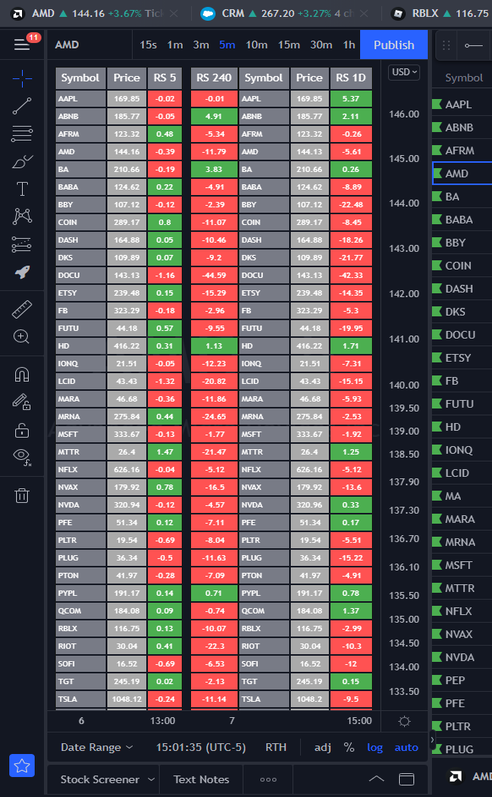 AMD 144.16 +3.67% CRM 267.20 +3.27% RBLX 116.75
11 AMD 15s 1m 3m 5m 10m 15m 30m 1h Publish
Symbol Price RS 5 RS 240 Symbol Price RS 1D USD Symbol
AAPL 169.85 -0.02 -0.01 AAPL 169.85 5.37
ABNB 185.77 -0.05 4.91 ABNB 185.77 2.11
AFRM 123.32 0.48 -5.34 AFRM 123.32 -0.26
AMD 144.16 -0.39 -11.79 AMD 144.13 -5.61
BA 210.66 -0.19 3.83 BA 210.66 0.26
BABA 124.62 0.22 -4.91 BABA 124.62 -8.89
BBY 107.12 -0.12 -2.39 BBY 107.12 -22.48
COIN 289.17 0.8 -11.07 COIN 289.17 -8.45
DASH 164.88 0.05 -10.46 DASH 164.88 -18.26
DKS 109.89 0.07 -9.2 DKS 109.89 -21.77
DOCU 143.13 -1.16 -44.59 DOCU 143.13 -42.33
ETSY 239.48 0.15 -15.29 ETSY 239.48 -14.35
FB 323.29 -0.18 -2.96 FB 323.29 -5.3
FUTU 44.18 0.57 -9.55 FUTU 44.18 -19.95
HD 416.22 0.31 1.13 HD 416.22 1.71
IONQ 21.51 -0.05 -12.23 IONQ 21.51 -7.31
LCID 43.43 -1.32 -20.82 LCID 43.43 -15.15
MARA 46.68 -0.36 -11.86 MARA 46.68 -5.93
MRNA 275.84 0.44 -24.65 MRNA 275.84 -2.53
MSFT 333.67 -0.13 -1.77 MSFT 333.67 -1.92
MTTR 26.4 1.47 -21.47 MTTR 26.4 1.25
NFLX 626.16 -0.04 -5.12 NFLX 626.16 -5.12
NVAX 179.92 0.78 -16.5 NVAX 179.92 -13.6
NVDA 320.94 -0.12 -4.57 NVDA 320.96 0.33
PFE 51.34 0.12 -7.11 PFE 51.34 0.17
PLTR 19.54 -0.69 -8.04 PLTR 19.54 -5.51
PLUG 36.34 -0.5 -11.63 PLUG 36.34 -15.22
PTON 41.97 -0.28 -7.09 PTON 41.97 -4.91
PYPL 191.17 0.14 0.71 PYPL 191.17 0.78
QCOM 184.08 0.09 -0.74 QCOM 184.08 1.37
RBLX 116.75 0.13 -10.07 RBLX 116.75 -2.99
RIOT 30.04 0.41 -22.3 RIOT 30.04 -10.3
SOFI 16.52 -0.69 -6.53 SOFI 16.52 -12
TGT 245.19 0.02 -2.13 TGT 245.19 0.15
TSLA 1048.12 -0.24 -11.14 TSLA 1048.2 -9.5
146.00
145.00
144.00
143.00
142.00
141.00
140.00
139.50
139.00
138.50
137.90
137.30
136.70
136.10
135.50
135.00
134.50
134.00
133.50
AAPL
ABNB
AFRM
AMD
BA
BABA
BBY
COIN
DASH
DKS
DOCU
ETSY
FB
FUTU
HD
IONQ
LCID
MA
MARA
MRNA
MSFT
MTTR
NFLX
NVAX
NVDA
PEP
PFE
PLTR
PLUG
6 13:00 7 15:00
Date Range 15:01:35 (UTC-5) RTH adj % log auto
Stock Screener Text Notes AMD